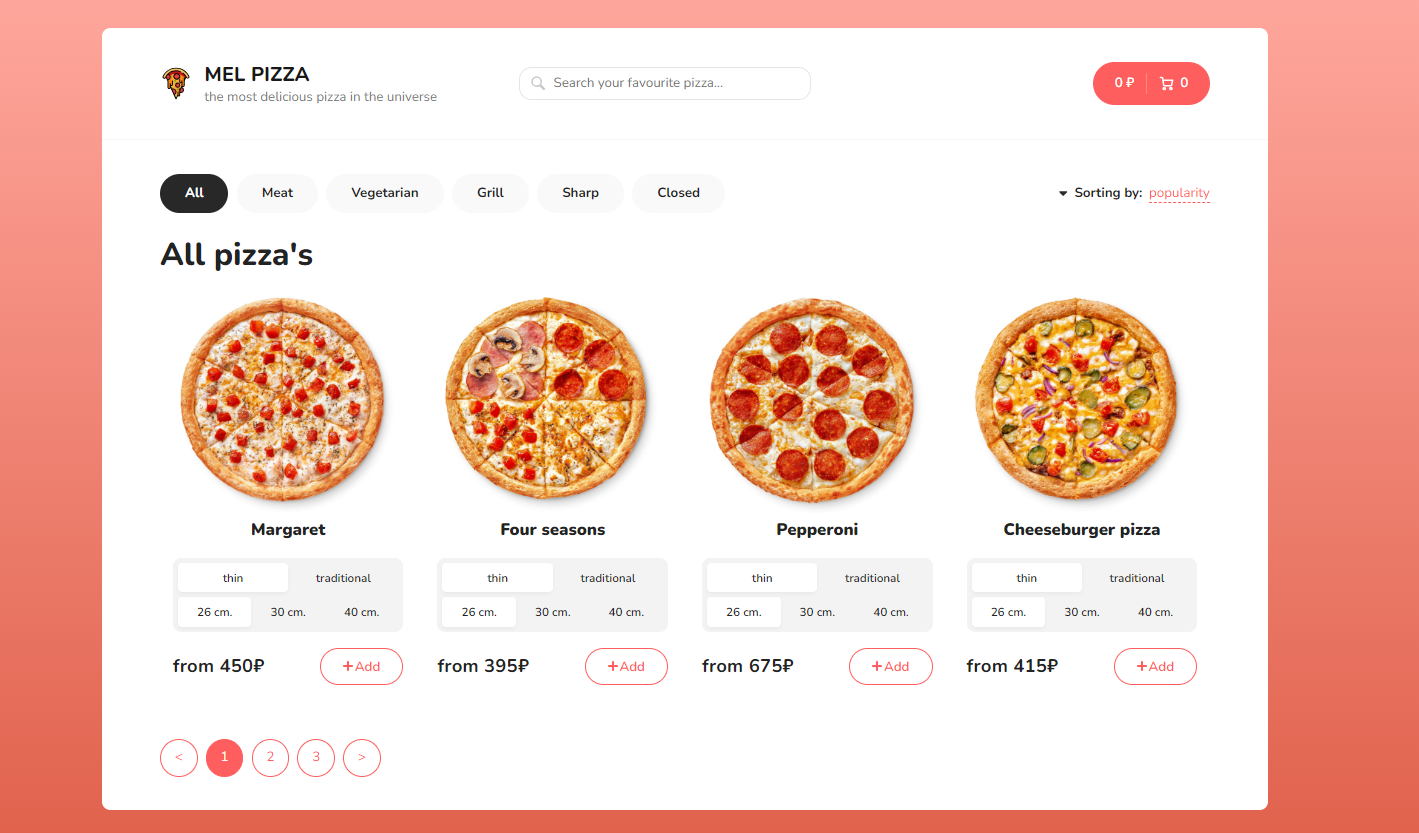 MEL PIZZA
the most delicious pizza in the universe
Search your favourite pizza...
0 ₽ 0
All Meat Vegetarian Grill Sharp Closed
Sorting by: popularity
All pizza's
Margaret Four seasons Pepperoni Cheeseburger pizza
thin traditional thin traditional thin traditional thin traditional
26 cm. 30 cm. 40 cm. 26 cm. 30 cm. 40 cm. 26 cm. 30 cm. 40 cm. 26 cm. 30 cm. 40 cm.
from 450₽ +Add from 395₽ +Add from 675₽ +Add from 415₽ +Add
< 1 2 3 >